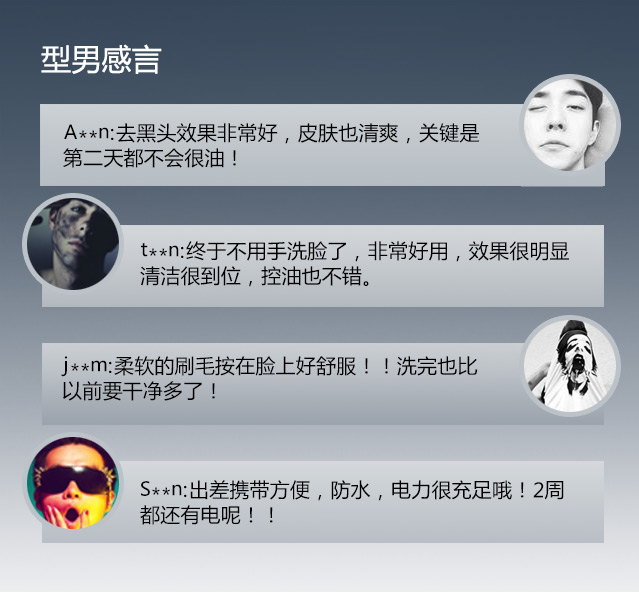 型男感言
A**n:去黑头效果非常好，皮肤也清爽，关键是
第二天都不会很油！
t**n:终于不用手洗脸了，非常好用，效果很明显
清洁很到位，控油也不错。
j**m:柔软的刷毛按在脸上好舒服！！洗完也比
以前要干净多了！
S**n:出差携带方便，防水，电力很充足哦！2周
都还有电呢！！